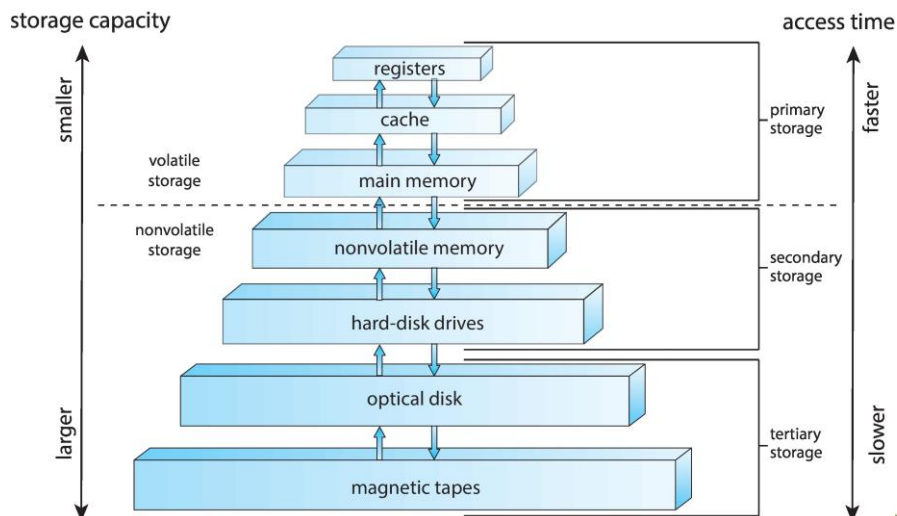 storage capacity
access time
smaller
larger
volatile
storage
nonvolatile
storage
registers
cache
main memory
nonvolatile memory
hard-disk drives
optical disk
magnetic tapes
primary
storage
secondary
storage
tertiary
storage
faster
slower